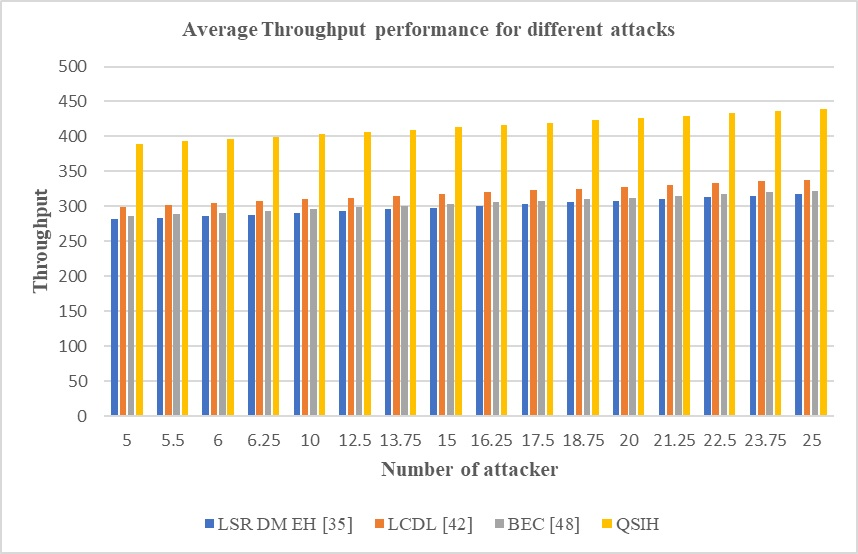 Average Throughput performance for different attacks
500
450
400
350
300
250
200
150
100
50
0
Throughput
5 5.5 6 6.25 10 12.5 13.75 15 16.25 17.5 18.75 20 21.25 22.5 23.75 25
Number of attacker
LSR DM EH [35] LCDL [42] BEC [48] QSIH